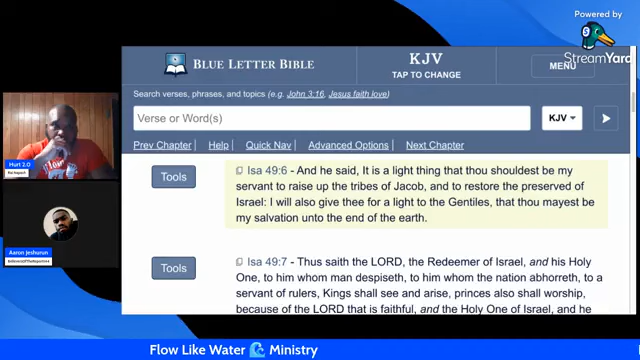 Powered by
StreamYard
BLUE LETTER BIBLE
KJV
TAP TO CHANGE
MENU
Search verses, phrases, and topics (e.g. John 3:16, Jesus faith love)
Verse or Word(s)
KJV
Prev Chapter
Help
Quick Nav
Advanced Options
Next Chapter
Hurt 2.0
Aaron Jeshurun
Tools
Isa 49:6 - And he said, It is a light thing that thou shouldest be my
servant to raise up the tribes of Jacob, and to restore the preserved of
Israel: I will also give thee for a light to the Gentiles, that thou mayest be
my salvation unto the end of the earth.
Tools
Isa 49:7 - Thus saith the LORD, the Redeemer of Israel, and his Holy
One, to him whom man despiseth, to him whom the nation abhorreth, to a
servant of rulers, Kings shall see and arise, princes also shall worship,
because of the LORD that is faithful, and the Holy One of Israel, and he
Flow Like Water 🌊 Ministry